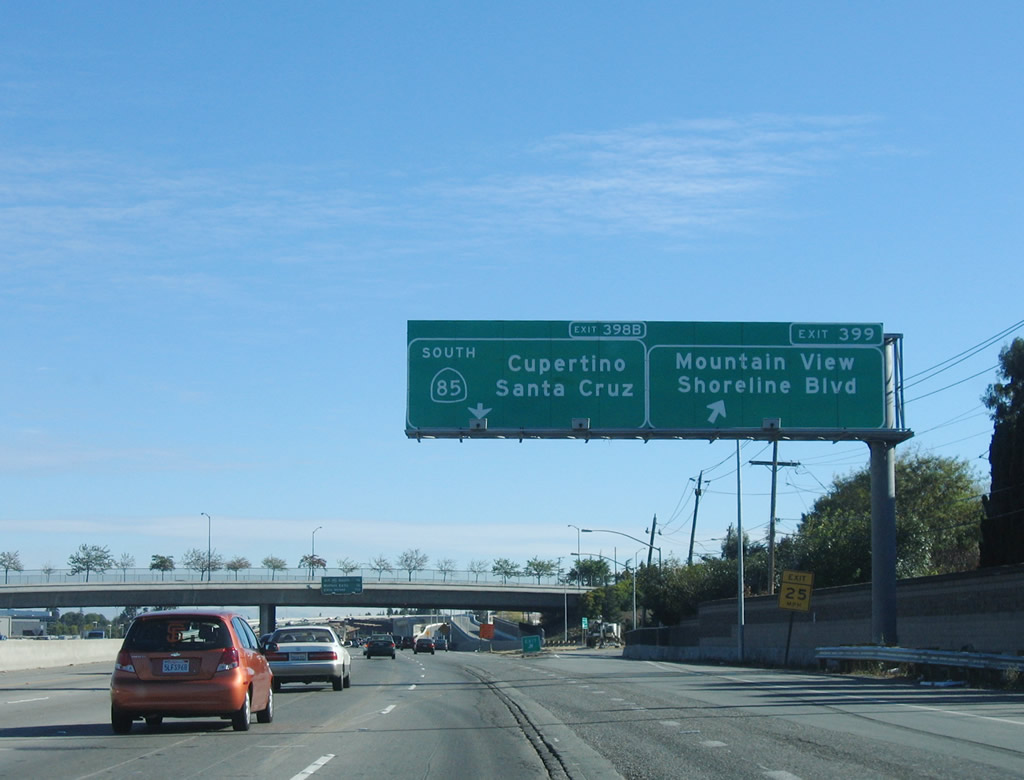 EXIT 398B
SOUTH
85
Cupertino
Santa Cruz
EXIT 399
Mountain View
Shoreline Blvd
EXIT
25
M.P.H.